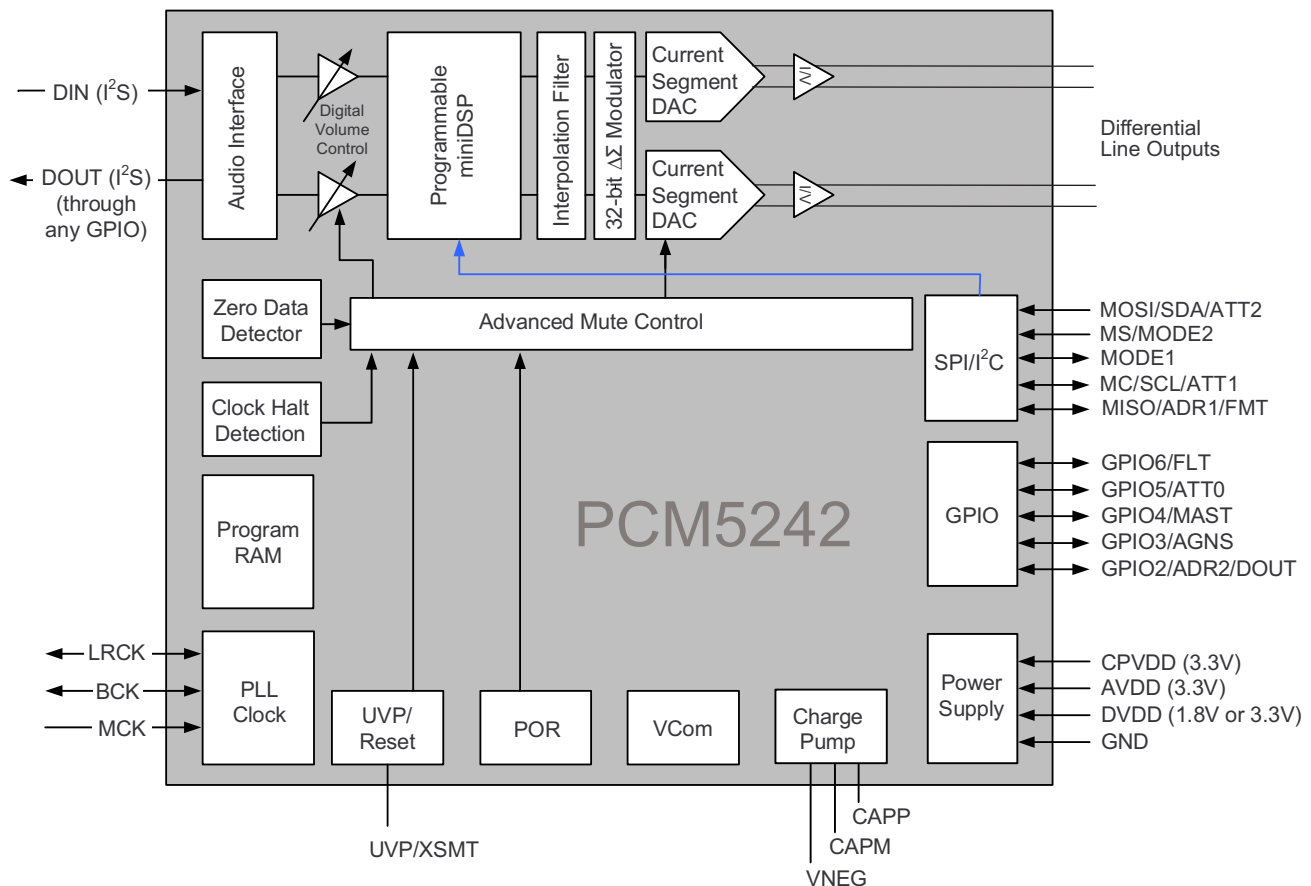 DIN (I²S)
DOUT (I²S)
(through
any GPIO)
Audio Interface
Digital
Volume
Control
Programmable
miniDSP
Interpolation Filter
32-bit ΔΣ Modulator
Current
Segment
DAC
Current
Segment
DAC
I/V
I/V
Differential
Line Outputs
Zero Data
Detector
Advanced Mute Control
Clock Halt
Detection
Program
RAM
PCM5242
SPI/I²C
MOSI/SDA/ATT2
MS/MODE2
MODE1
MC/SCL/ATT1
MISO/ADR1/FMT
GPIO
GPIO6/FLT
GPIO5/ATT0
GPIO4/MAST
GPIO3/AGNS
GPIO2/ADR2/DOUT
LRCK
BCK
MCK
PLL
Clock
UVP/
Reset
POR
VCom
Charge
Pump
Power
Supply
CPVDD (3.3V)
AVDD (3.3V)
DVDD (1.8V or 3.3V)
GND
UVP/XSMT
CAPP
CAPM
VNEG